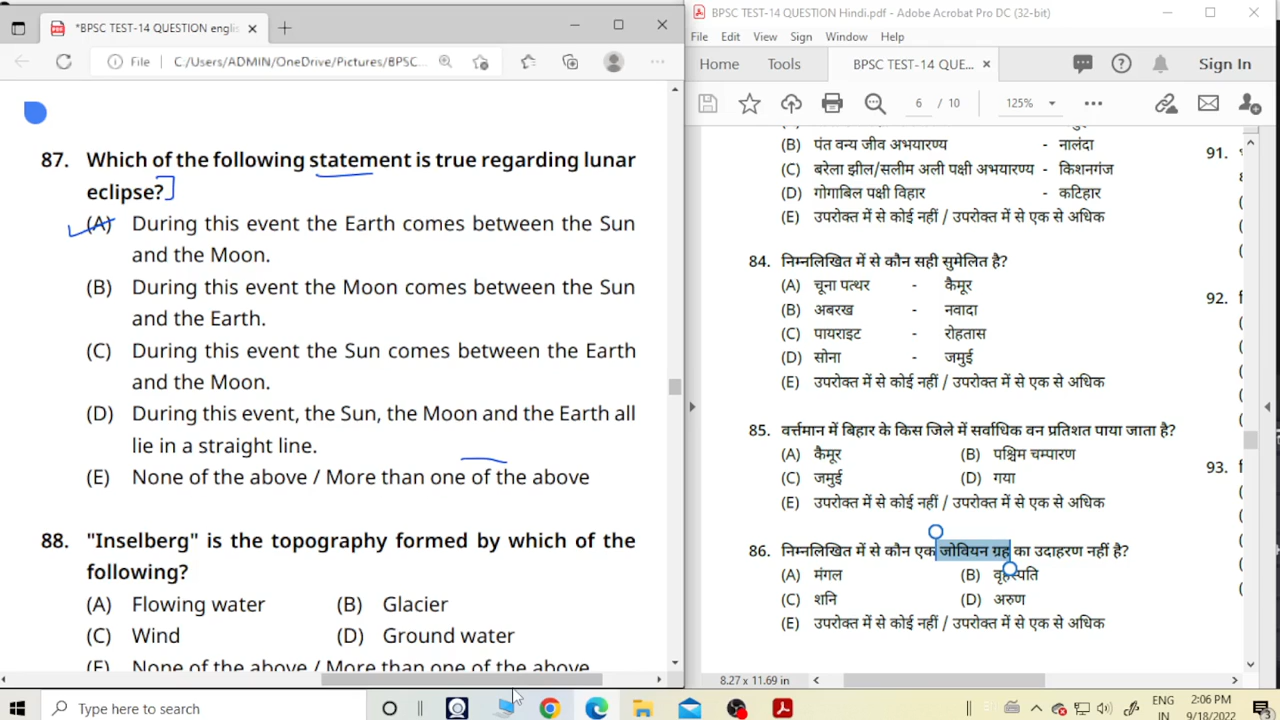 *BPSC TEST-14 QUESTION engli
File
C:/Users/ADMIN/OneDrive/Pictures/BPSC...
87. Which of the following statement is true regarding lunar
eclipse?
(A) During this event the Earth comes between the Sun
and the Moon.
(B) During this event the Moon comes between the Sun
and the Earth.
(C) During this event the Sun comes between the Earth
and the Moon.
(D) During this event, the Sun, the Moon and the Earth all
lie in a straight line.
(E) None of the above / More than one of the above
88. "Inselberg" is the topography formed by which of the
following?
(A) Flowing water (B) Glacier
(C) Wind (D) Ground water
(E) None of the above / More than one of the above
BPSC TEST-14 QUESTION Hindi.pdf - Adobe Acrobat Pro DC (32-bit)
File Edit View Sign Window Help
Home Tools BPSC TEST-14 QUE... Sign In
6 / 10 125%
(B) पंत वन्य जीव अभयारण्य - नालंदा
(C) बरेला झील/सलीम अली पक्षी अभयारण्य - किशनगंज
(D) गोगाबिल पक्षी विहार - कटिहार
(E) उपरोक्त में से कोई नहीं / उपरोक्त में से एक से अधिक
84. निम्नलिखित में से कौन सही सुमेलित है?
(A) चूना पत्थर - कैमूर
(B) अबरख - नवादा
(C) पायराइट - रोहतास
(D) सोना - जमुई
(E) उपरोक्त में से कोई नहीं / उपरोक्त में से एक से अधिक
85. वर्त्तमान में बिहार के किस जिले में सर्वाधिक वन प्रतिशत पाया जाता है?
(A) कैमूर (B) पश्चिम चम्पारण
(C) जमुई (D) गया
(E) उपरोक्त में से कोई नहीं / उपरोक्त में से एक से अधिक
86. निम्नलिखित में से कौन एक जोवियन ग्रह का उदाहरण नहीं है?
(A) मंगल (B) वृहस्पति
(C) शनि (D) अरुण
(E) उपरोक्त में से कोई नहीं / उपरोक्त में से एक से अधिक
91.
92.
93.
8.27 x 11.69 in
Type here to search
ENG
IN
2:06 PM
9/18/2022